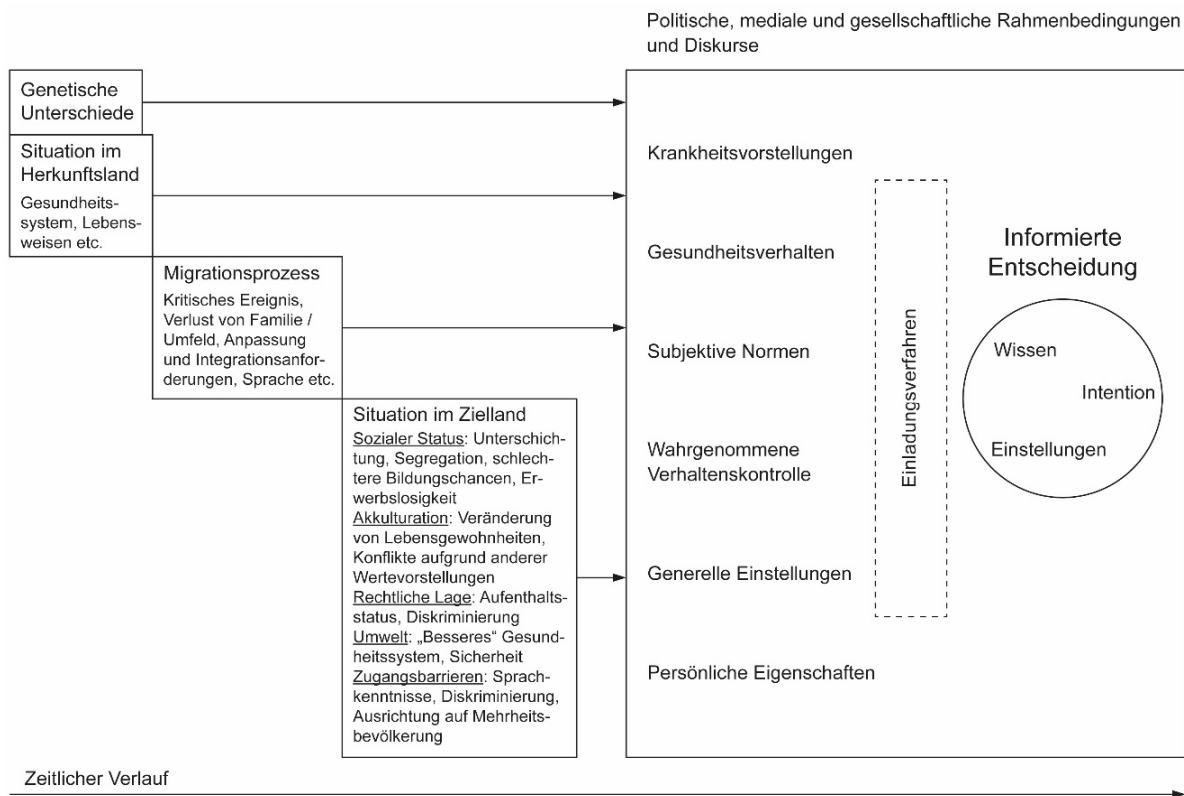 Politische, mediale und gesellschaftliche Rahmenbedingungen
und Diskurse
Genetische
Unterschiede
Situation im
Herkunftsland
Gesundheits-
system, Lebens-
weisen etc.
Migrationsprozess
Kritisches Ereignis,
Verlust von Familie /
Umfeld, Anpassung
und Integrationsanfor-
derungen, Sprache etc.
Situation im Zielland
Sozialer Status: Unterschich-
tung, Segregation, schlech-
tere Bildungschancen, Er-
werbslosigkeit
Akkulturation: Veränderung
von Lebensgewohnheiten,
Konflikte aufgrund anderer
Wertevorstellungen
Rechtliche Lage: Aufenthalts-
status, Diskriminierung
Umwelt: „Besseres“ Gesund-
heitssystem, Sicherheit
Zugangsbarrieren: Sprach-
kenntnisse, Diskriminierung,
Ausrichtung auf Mehrheits-
bevölkerung
Krankheitsvorstellungen
Gesundheitsverhalten
Subjektive Normen
Wahrgenommene
Verhaltenskontrolle
Generelle Einstellungen
Persönliche Eigenschaften
Einladungsverfahren
Informierte
Entscheidung
Wissen
Intention
Einstellungen
Zeitlicher Verlauf